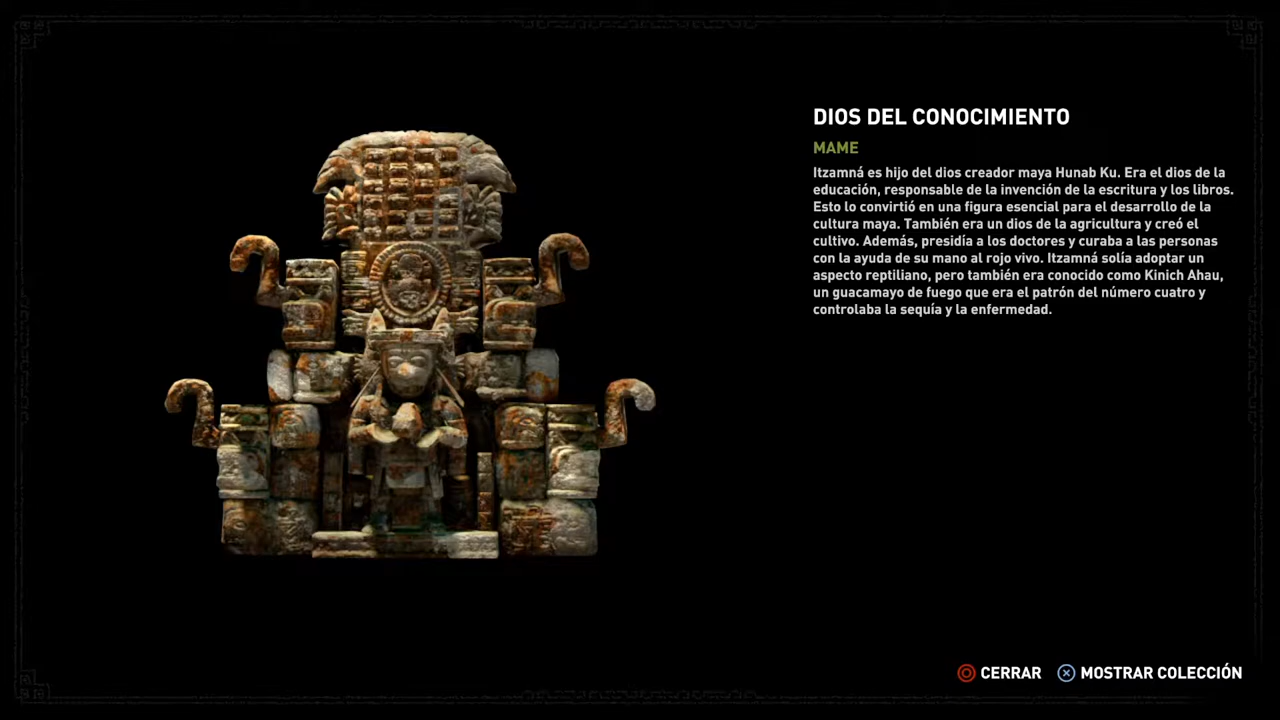 DIOS DEL CONOCIMIENTO
MAME
Itzamná es hijo del dios creador maya Hunab Ku. Era el dios de la
educación, responsable de la invención de la escritura y los libros.
Esto lo convirtió en una figura esencial para el desarrollo de la
cultura maya. También era un dios de la agricultura y creó el
cultivo. Además, presidía a los doctores y curaba a las personas
con la ayuda de su mano al rojo vivo. Itzamná solía adoptar un
aspecto reptiliano, pero también era conocido como Kinich Ahau,
un guacamayo de fuego que era el patrón del número cuatro y
controlaba la sequía y la enfermedad.
CERRAR MOSTRAR COLECCIÓN